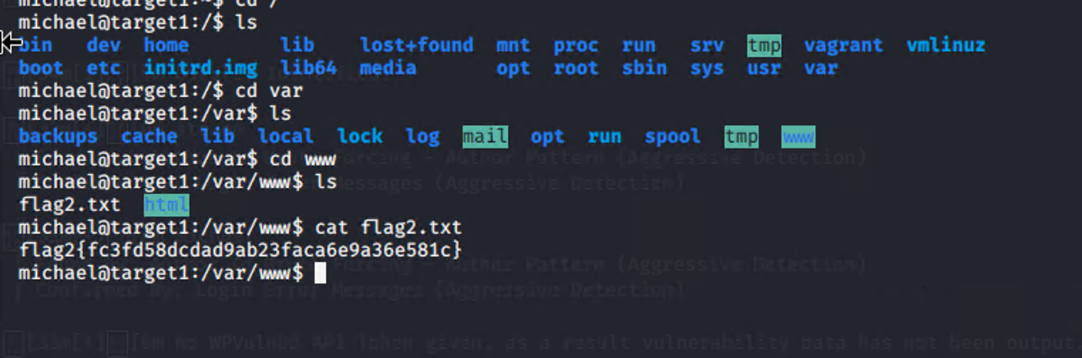 michael@target1:~$ cd /
michael@target1:/$ ls
bin dev home lib lost+found mnt proc run srv tmp vagrant vmlinuz
boot etc initrd.img lib64 media opt root sbin sys usr var
michael@target1:/$ cd var
michael@target1:/var$ ls
backups cache lib local lock log mail opt run spool tmp www
- Author Pattern (Aggressive Detection)
michael@target1:/var$ cd www
Messages (Aggressive Detection)
michael@target1:/var/www$ ls
flag2.txt html
michael@target1:/var/www$ cat flag2.txt
flag2{fc3fd58dcdad9ab23faca6e9a36e581c}
- Author Pattern (Aggressive Detection)
michael@target1:/var/www$
Confirmed By: Login Error Messages (Aggressive Detection)
No WPVulnDB API Token given, as a result vulnerability data has not been output